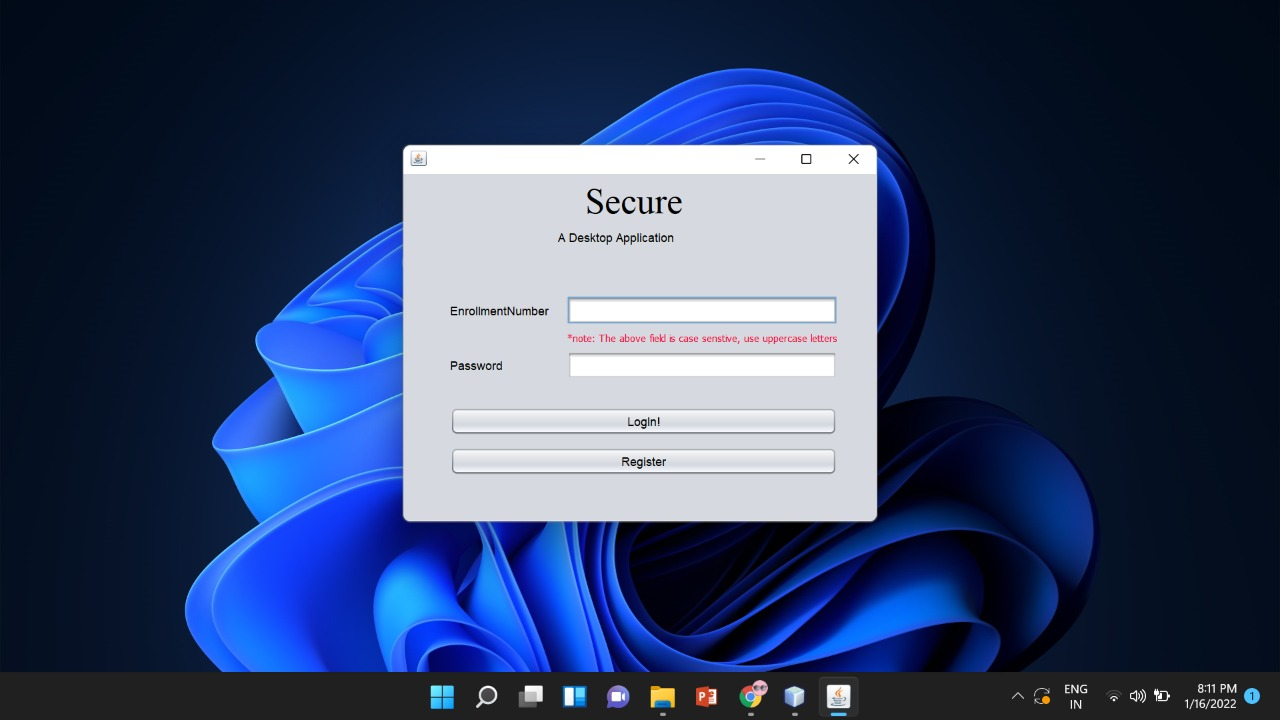 Secure
A Desktop Application
EnrollmentNumber
*note: The above field is case senstive, use uppercase letters
Password
LogIn!
Register
ENG
IN
8:11 PM
1/16/2022
1